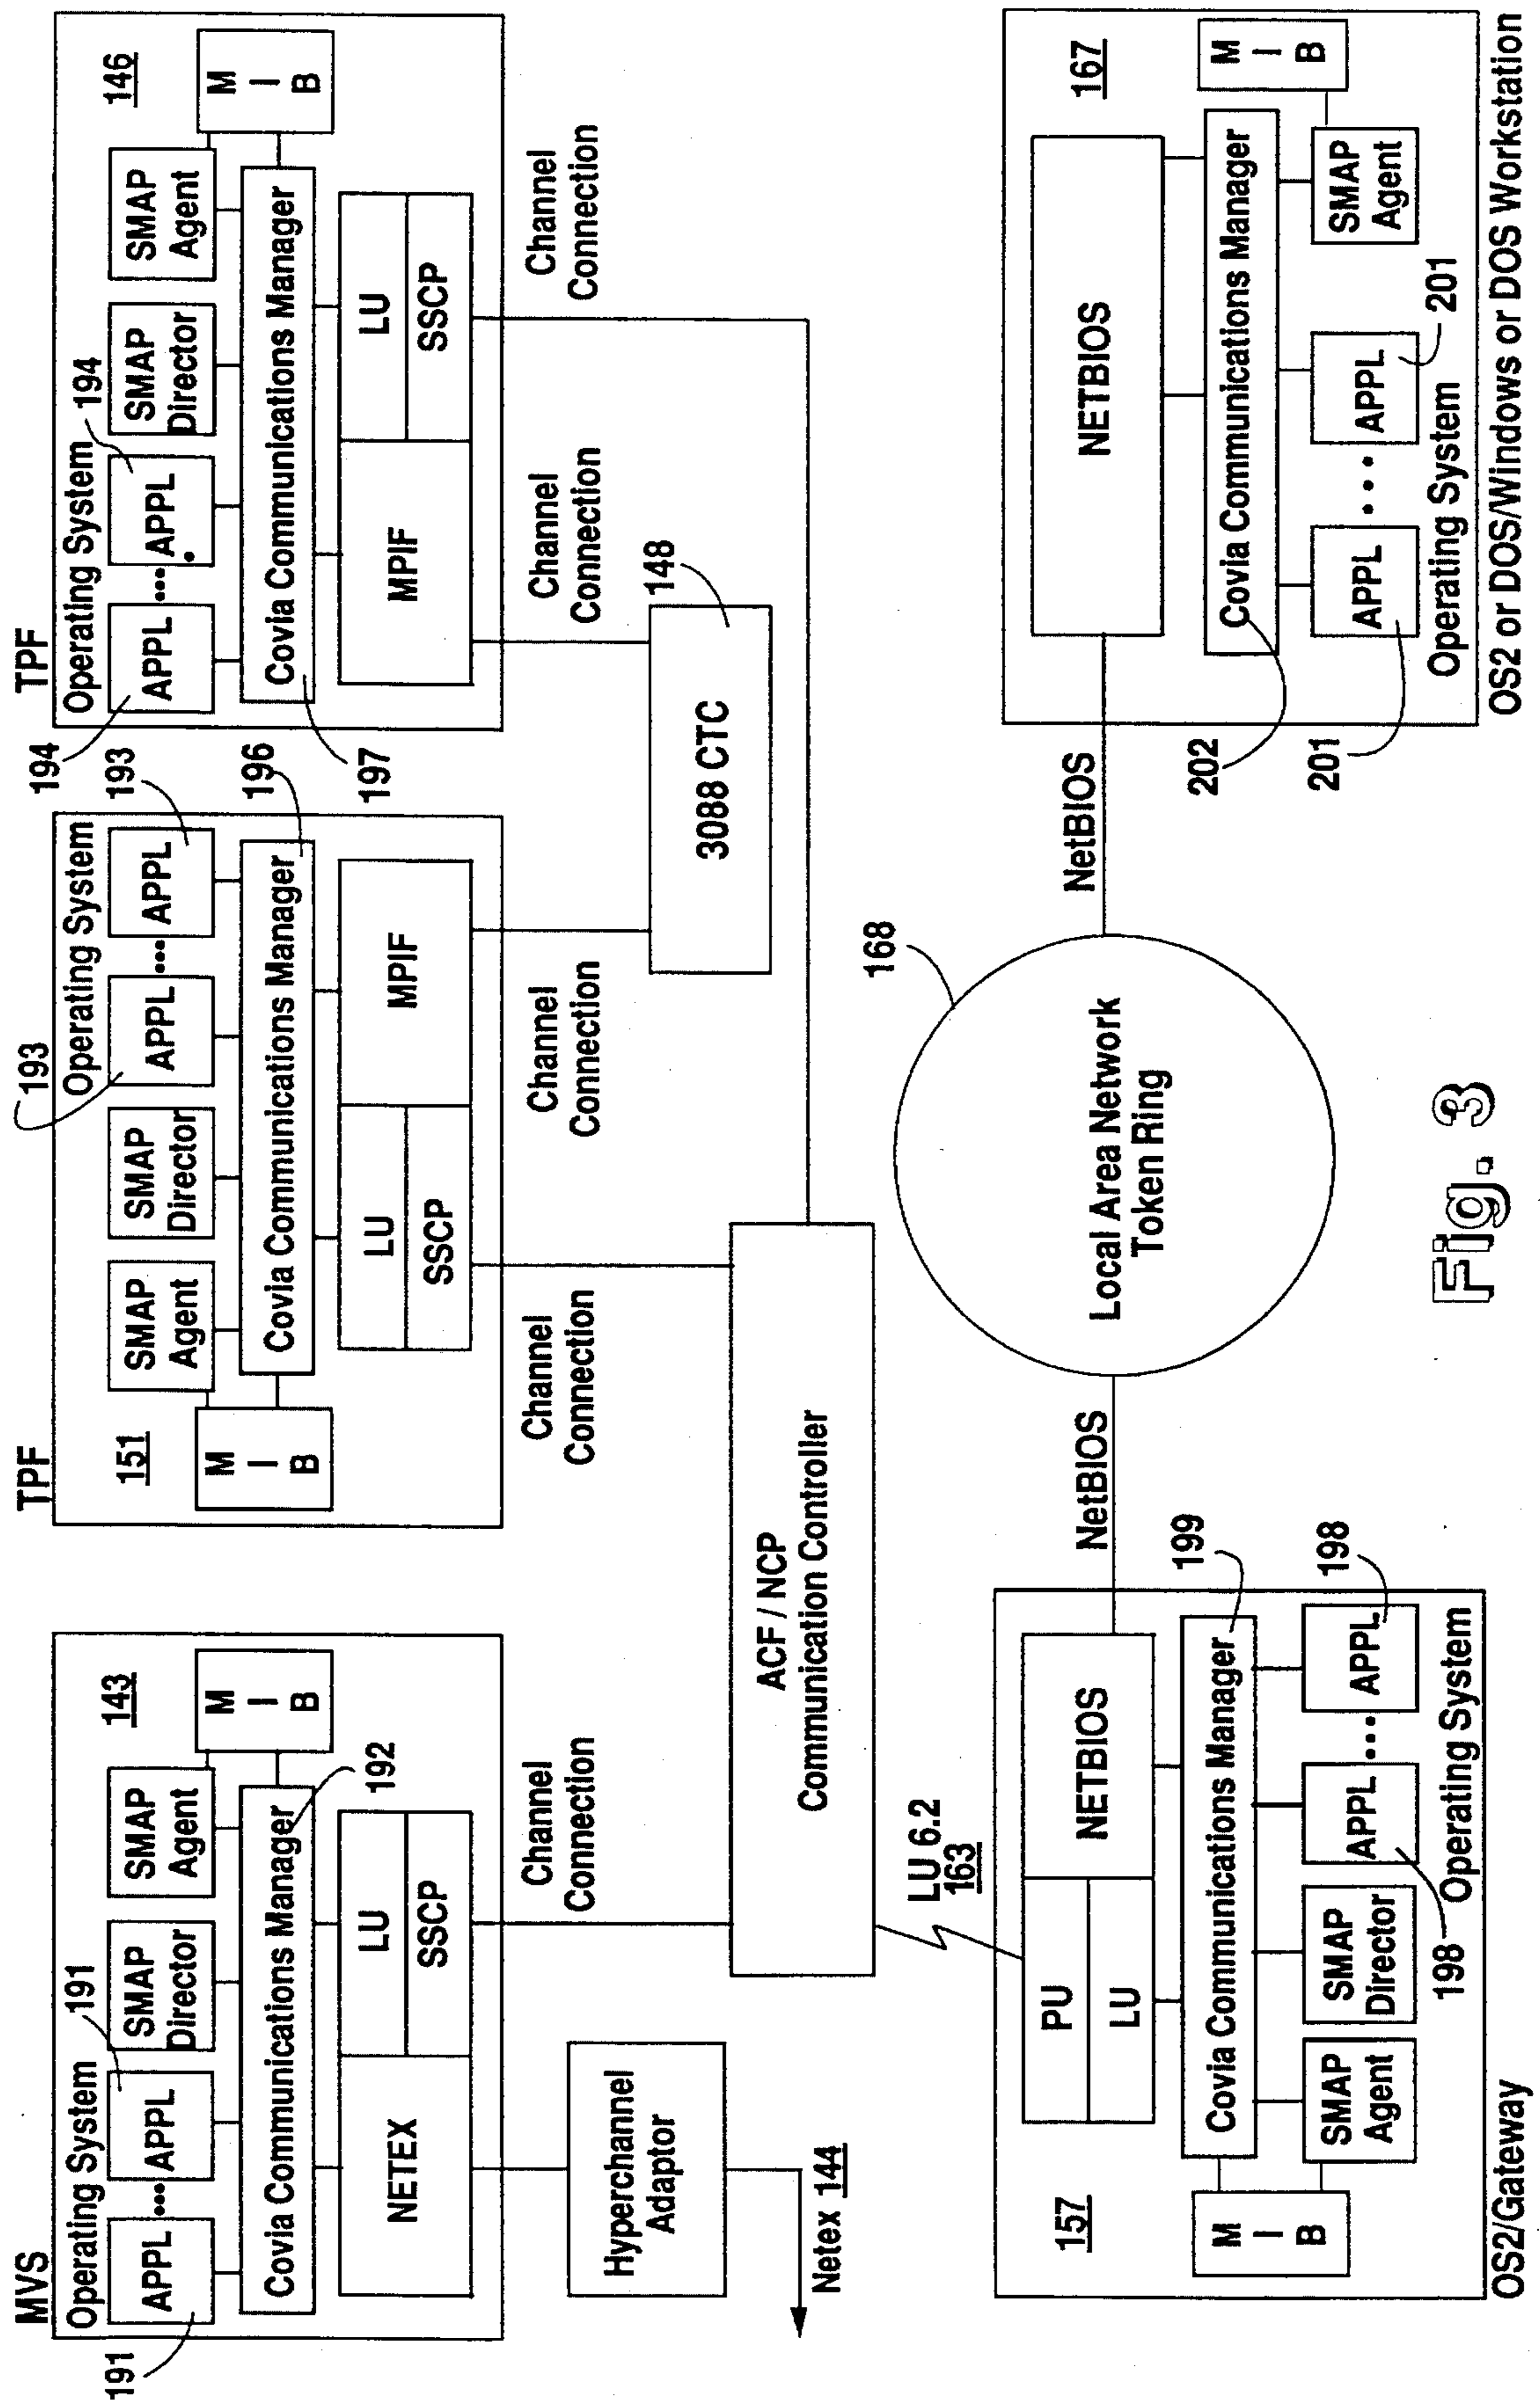 MVS
Operating System
191
191
143
APPL
...
APPL
SMAP
Director
SMAP
Agent
M
I
B
Covia Communications Manager
192
NETEX
LU
SSCP
Channel
Connection
Hyperchannel
Adaptor
Netex 144
TPF
151
193
Operating System
193
SMAP
Agent
SMAP
Director
APPL
...
APPL
M
I
B
Covia Communications Manager
196
LU
SSCP
MPIF
Channel
Connection
Channel
Connection
TPF
Operating System
194
194
146
APPL
...
APPL
SMAP
Director
SMAP
Agent
M
I
B
Covia Communications Manager
197
MPIF
LU
SSCP
Channel
Connection
Channel
Connection
3088 CTC
148
ACF / NCP
Communication Controller
LU 6.2
163
157
PU
LU
NETBIOS
Covia Communications Manager
199
M
I
B
SMAP
Agent
SMAP
Director
APPL
...
APPL
198
198
Operating System
OS2/Gateway
NetBIOS
168
Local Area Network
Token Ring
NetBIOS
167
NETBIOS
Covia Communications Manager
202
APPL
....
APPL
201
201
SMAP
Agent
M
I
B
Operating System
OS2 or DOS/Windows or DOS Workstation
Fig. 3